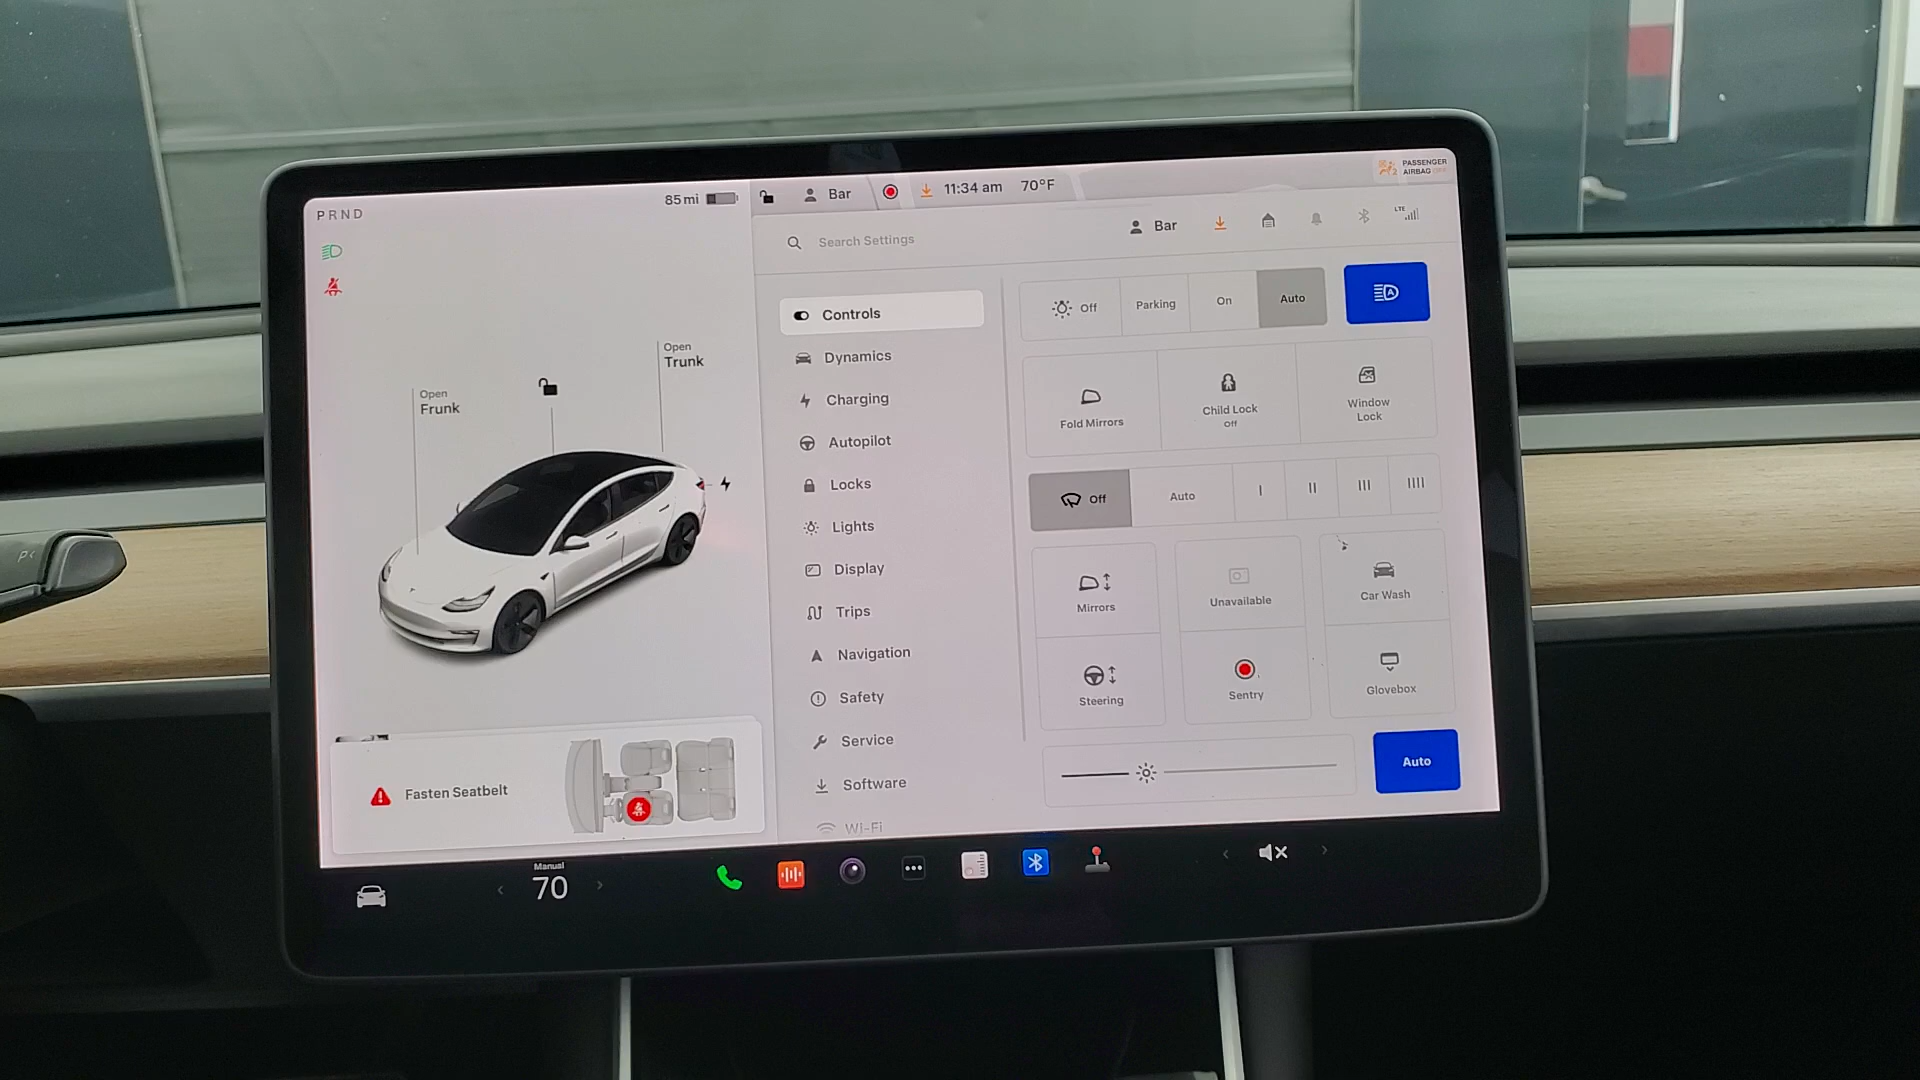 PRND
85 mi
Bar
11:34 am
70°F
PASSENGER
AIRBAG OFF
Search Settings
Bar
LTE
Open
Frunk
Open
Trunk
Controls
Dynamics
Charging
Autopilot
Locks
Lights
Display
Trips
Navigation
Safety
Service
Software
Wi-Fi
Off
Parking
On
Auto
A
Fold Mirrors
Child Lock
Off
Window
Lock
Off
Auto
I
II
III
IIII
Mirrors
Unavailable
Car Wash
Steering
Sentry
Glovebox
Auto
Fasten Seatbelt
Manual
70
P